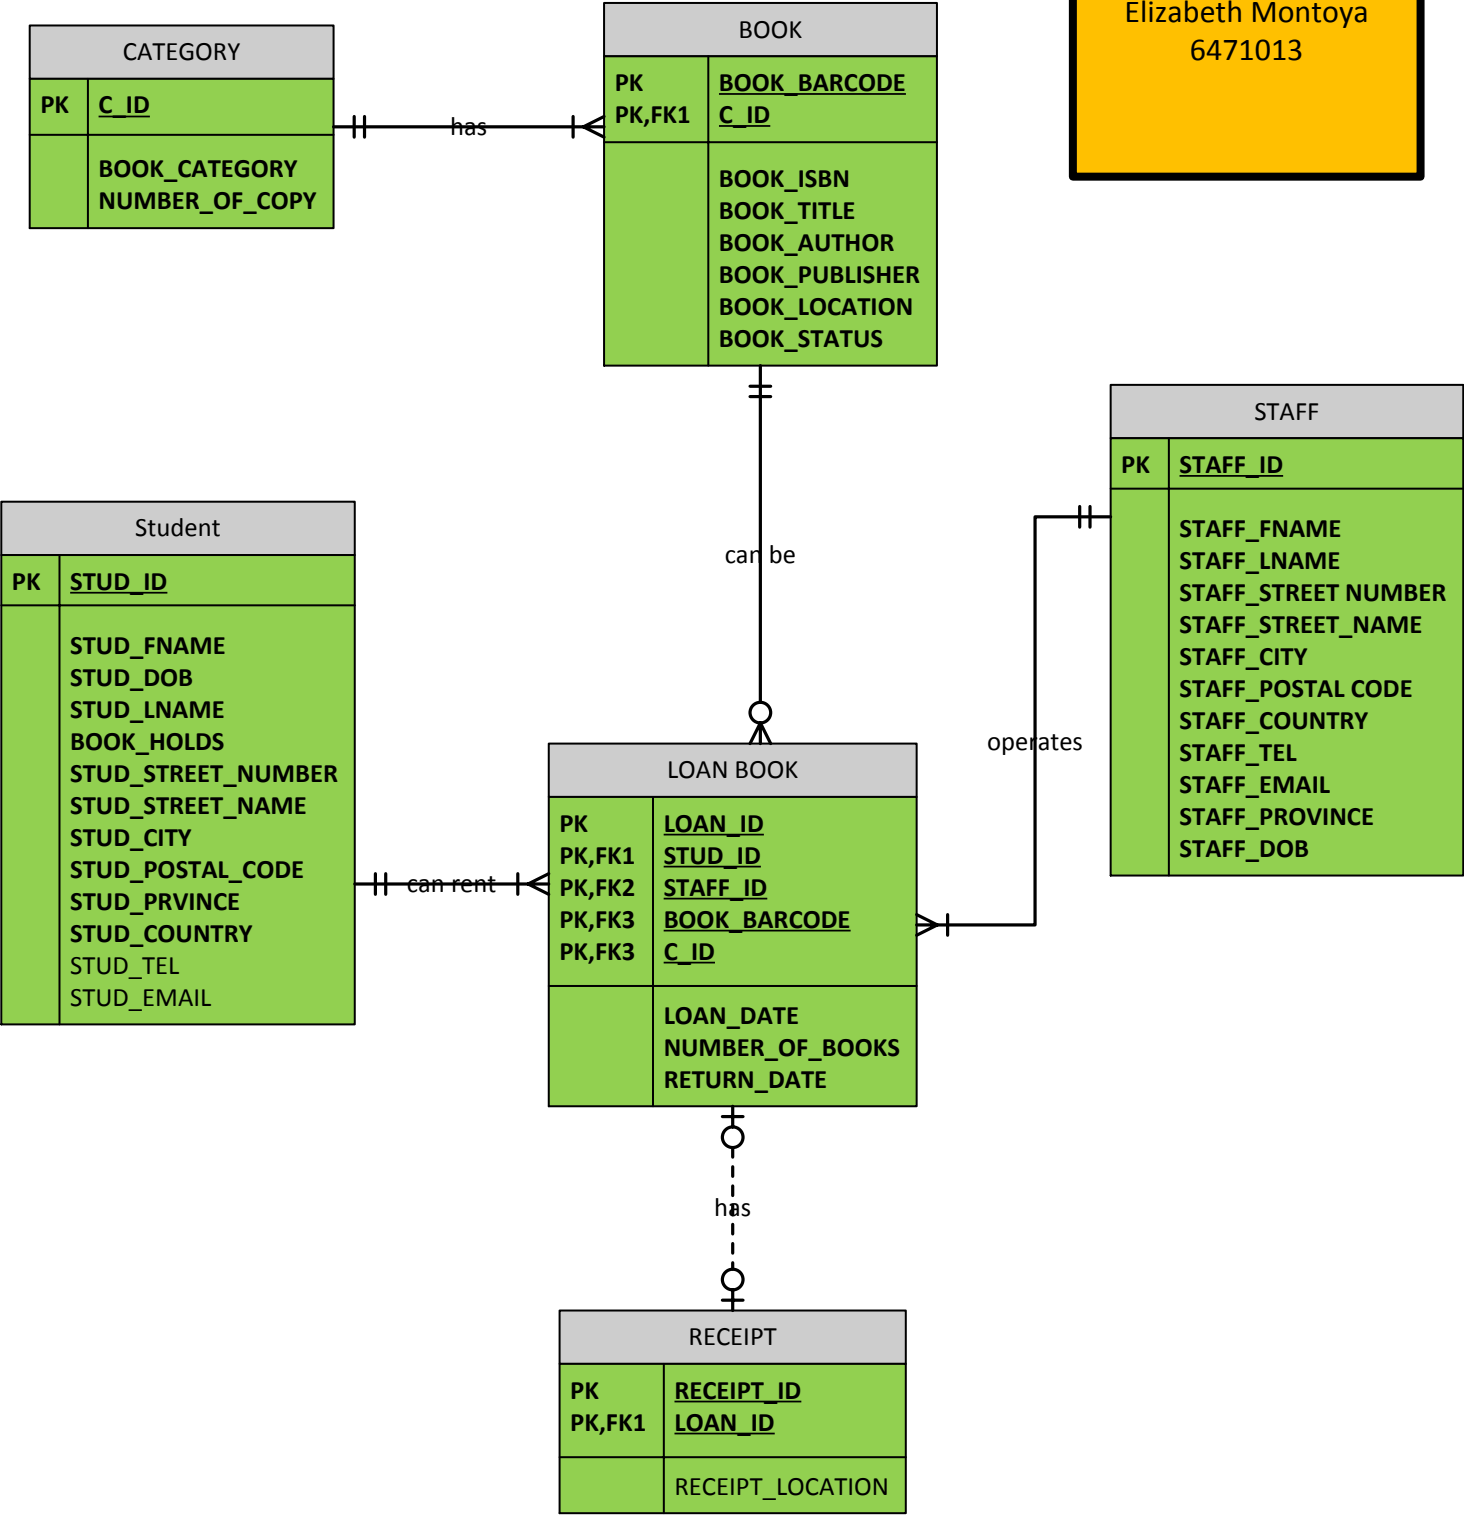 Elizabeth Montoya
6471013
CATEGORY
PK C_ID
BOOK_CATEGORY
NUMBER_OF_COPY
has
BOOK
PK BOOK_BARCODE
PK,FK1 C_ID
BOOK_ISBN
BOOK_TITLE
BOOK_AUTHOR
BOOK_PUBLISHER
BOOK_LOCATION
BOOK_STATUS
can be
STAFF
PK STAFF_ID
STAFF_FNAME
STAFF_LNAME
STAFF_STREET NUMBER
STAFF_STREET_NAME
STAFF_CITY
STAFF_POSTAL CODE
STAFF_COUNTRY
STAFF_TEL
STAFF_EMAIL
STAFF_PROVINCE
STAFF_DOB
operates
Student
PK STUD_ID
STUD_FNAME
STUD_DOB
STUD_LNAME
BOOK_HOLDS
STUD_STREET_NUMBER
STUD_STREET_NAME
STUD_CITY
STUD_POSTAL_CODE
STUD_PRVINCE
STUD_COUNTRY
STUD_TEL
STUD_EMAIL
can rent
LOAN BOOK
PK LOAN_ID
PK,FK1 STUD_ID
PK,FK2 STAFF_ID
PK,FK3 BOOK_BARCODE
PK,FK3 C_ID
LOAN_DATE
NUMBER_OF_BOOKS
RETURN_DATE
has
RECEIPT
PK RECEIPT_ID
PK,FK1 LOAN_ID
RECEIPT_LOCATION